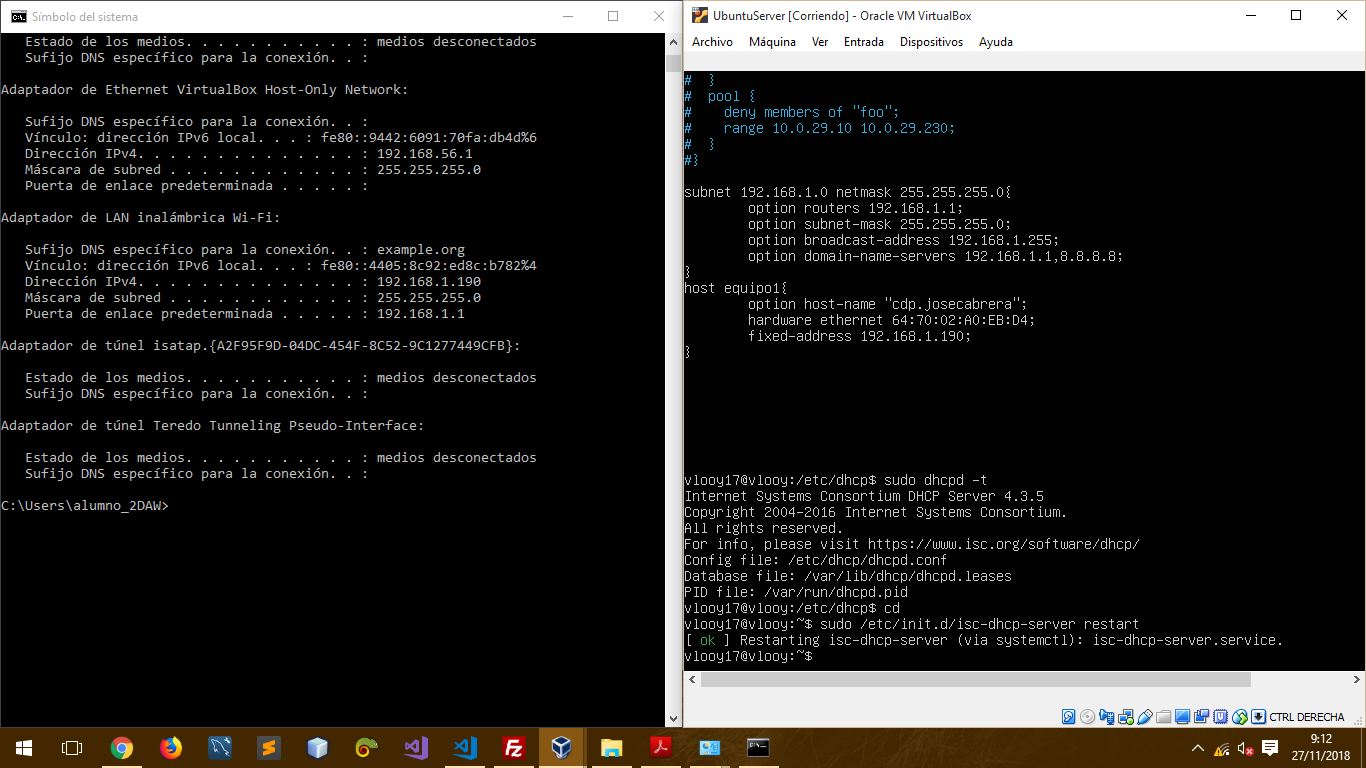 Símbolo del sistema
Estado de los medios. . . . . . . . . . . : medios desconectados
Sufijo DNS específico para la conexión. . :
Adaptador de Ethernet VirtualBox Host-Only Network:
Sufijo DNS específico para la conexión. . :
Vínculo: dirección IPv6 local. . . : fe80::9442:6091:70fa:db4d%6
Dirección IPv4. . . . . . . . . . . . . . : 192.168.56.1
Máscara de subred . . . . . . . . . . . . : 255.255.255.0
Puerta de enlace predeterminada . . . . . :
Adaptador de LAN inalámbrica Wi-Fi:
Sufijo DNS específico para la conexión. . : example.org
Vínculo: dirección IPv6 local. . . : fe80::4405:8c92:ed8c:b782%4
Dirección IPv4. . . . . . . . . . . . . . : 192.168.1.190
Máscara de subred . . . . . . . . . . . . : 255.255.255.0
Puerta de enlace predeterminada . . . . . : 192.168.1.1
Adaptador de túnel isatap.{A2F95F9D-04DC-454F-8C52-9C1277449CFB}:
Estado de los medios. . . . . . . . . . . : medios desconectados
Sufijo DNS específico para la conexión. . :
Adaptador de túnel Teredo Tunneling Pseudo-Interface:
Estado de los medios. . . . . . . . . . . : medios desconectados
Sufijo DNS específico para la conexión. . :
C:\Users\alumno_2DAW>
UbuntuServer [Corriendo] - Oracle VM VirtualBox
Archivo Máquina Ver Entrada Dispositivos Ayuda
#  }
#  pool {
#    deny members of "foo";
#    range 10.0.29.10 10.0.29.230;
#  }
#}
subnet 192.168.1.0 netmask 255.255.255.0{
option routers 192.168.1.1;
option subnet-mask 255.255.255.0;
option broadcast-address 192.168.1.255;
option domain-name-servers 192.168.1.1,8.8.8.8;
}
host equipo1{
option host-name "cdp.josecabrera";
hardware ethernet 64:70:02:A0:EB:D4;
fixed-address 192.168.1.190;
}
vlooy17@vlooy:/etc/dhcp$ sudo dhcpd -t
Internet Systems Consortium DHCP Server 4.3.5
Copyright 2004-2016 Internet Systems Consortium.
All rights reserved.
For info, please visit https://www.isc.org/software/dhcp/
Config file: /etc/dhcp/dhcpd.conf
Database file: /var/lib/dhcp/dhcpd.leases
PID file: /var/run/dhcpd.pid
vlooy17@vlooy:/etc/dhcp$ cd
vlooy17@vlooy:~$ sudo /etc/init.d/isc-dhcp-server restart
[ ok ] Restarting isc-dhcp-server (via systemctl): isc-dhcp-server.service.
vlooy17@vlooy:~$
CTRL DERECHA
9:12
27/11/2018